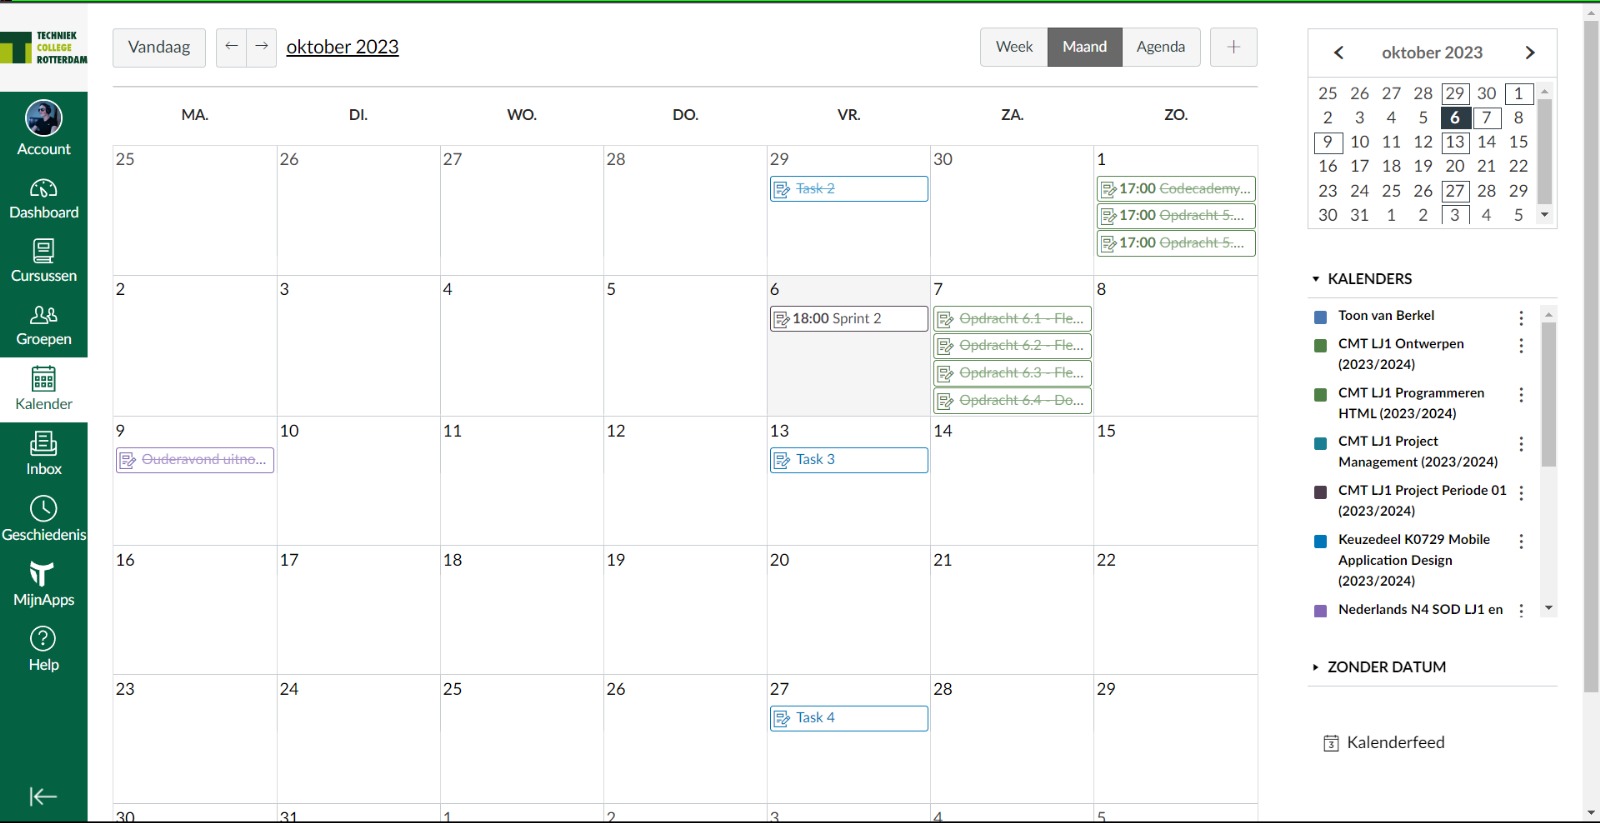 TECHNIEK
COLLEGE
ROTTERDAM
Account
Dashboard
Cursussen
Groepen
Kalender
Inbox
Geschiedenis
MijnApps
Help
Vandaag
← → oktober 2023
Week Maand Agenda +
MA. DI. WO. DO. VR. ZA. ZO.
25 26 27 28 29 30 1
Task 2
17:00 Codecademy...
17:00 Opdracht 5....
17:00 Opdracht 5....
2 3 4 5 6 7 8
18:00 Sprint 2
Opdracht 6.1 - Fle...
Opdracht 6.2 - Fle...
Opdracht 6.3 - Fle...
Opdracht 6.4 - Do...
9 10 11 12 13 14 15
Ouderavond uitno...
Task 3
16 17 18 19 20 21 22
23 24 25 26 27 28 29
Task 4
30 31 1 2 3 4 5
oktober 2023
25 26 27 28 29 30 1
2 3 4 5 6 7 8
9 10 11 12 13 14 15
16 17 18 19 20 21 22
23 24 25 26 27 28 29
30 31 1 2 3 4 5
KALENDERS
Toon van Berkel
CMT LJ1 Ontwerpen
(2023/2024)
CMT LJ1 Programmeren
HTML (2023/2024)
CMT LJ1 Project
Management (2023/2024)
CMT LJ1 Project Periode 01
(2023/2024)
Keuzedeel K0729 Mobile
Application Design
(2023/2024)
Nederlands N4 SOD LJ1 en
ZONDER DATUM
3 Kalenderfeed